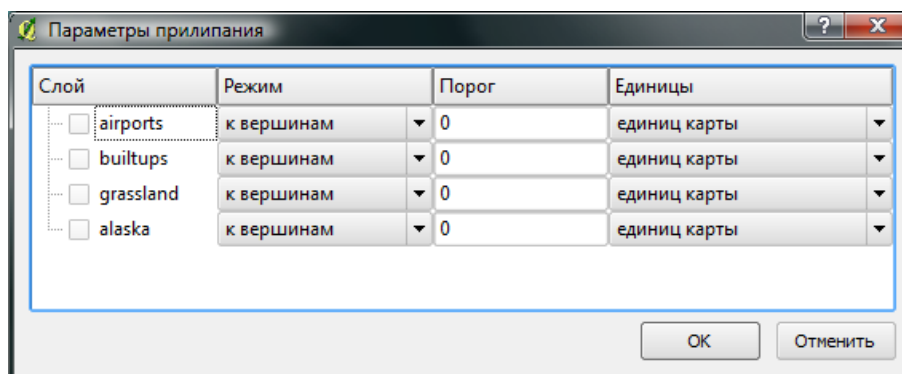 Параметры прилипания
Слой Режим Порог Единицы
airports к вершинам 0 единиц карты
builtups к вершинам 0 единиц карты
grassland к вершинам 0 единиц карты
alaska к вершинам 0 единиц карты
OK Отменить